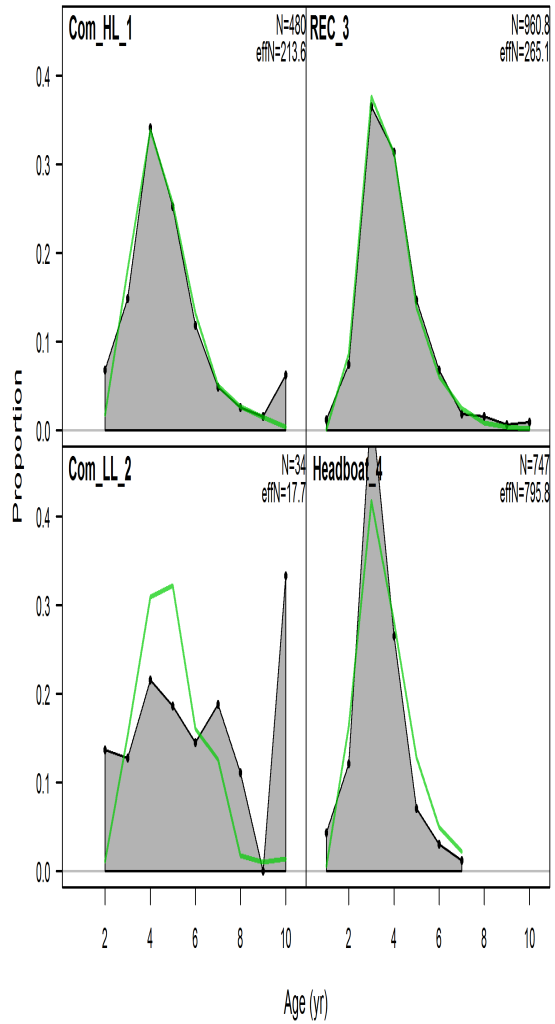 Com_HL_1
N=480
effN=213.6
REC_3
N=960.8
effN=265.1
0.4
0.3
0.2
0.1
0.0
Com_LL_2
N=34
effN=17.7
Headboat_4
N=747
effN=795.8
0.4
0.3
0.2
0.1
0.0
Proportion
2 4 6 8 10
2 4 6 8 10
Age (yr)